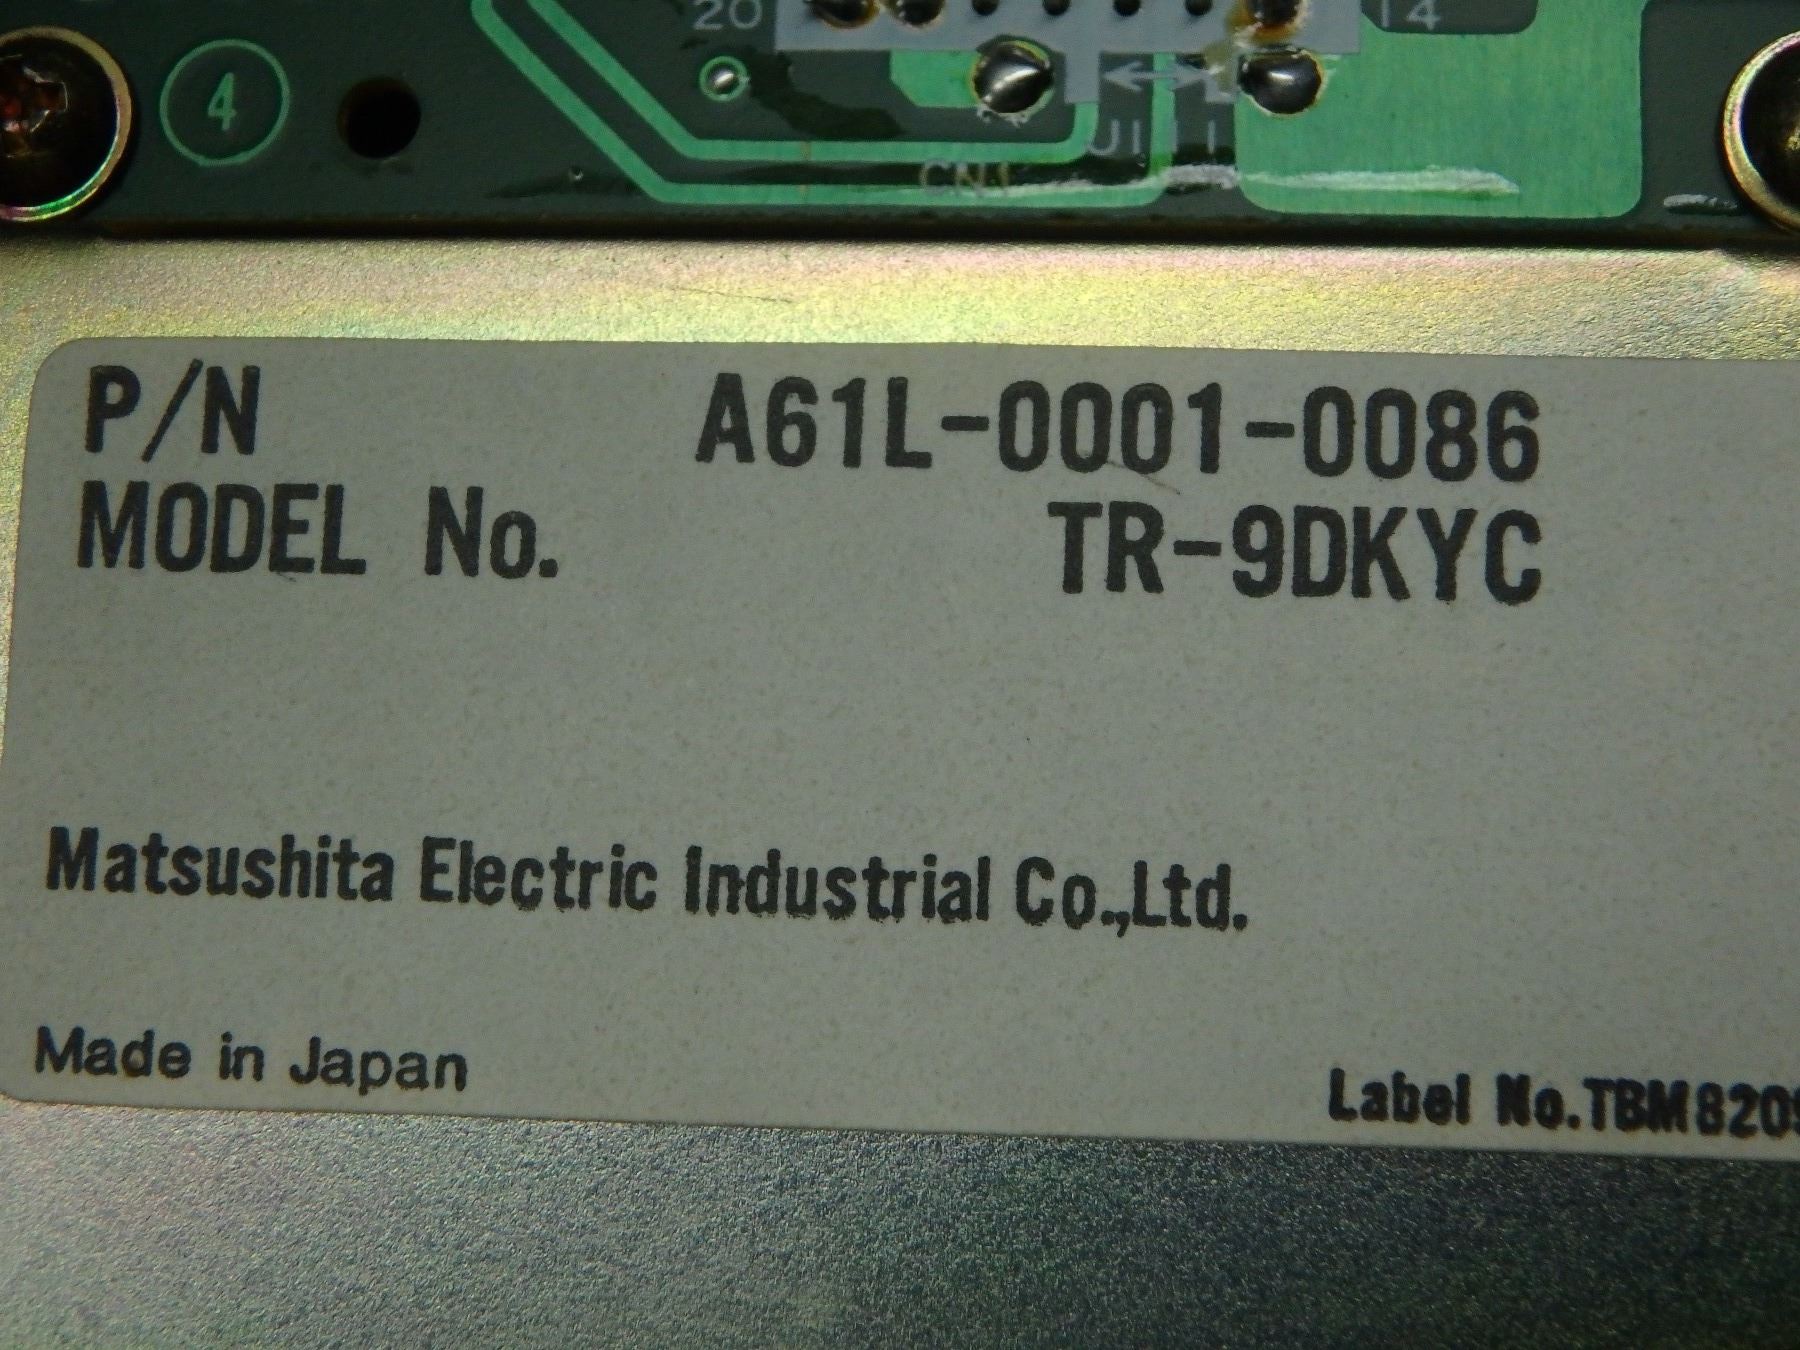 20 14
4
CN1
P/N A61L-0001-0086
MODEL No. TR-9DKYC
Matsushita Electric Industrial Co.,Ltd.
Made in Japan
Label No.TBM8209